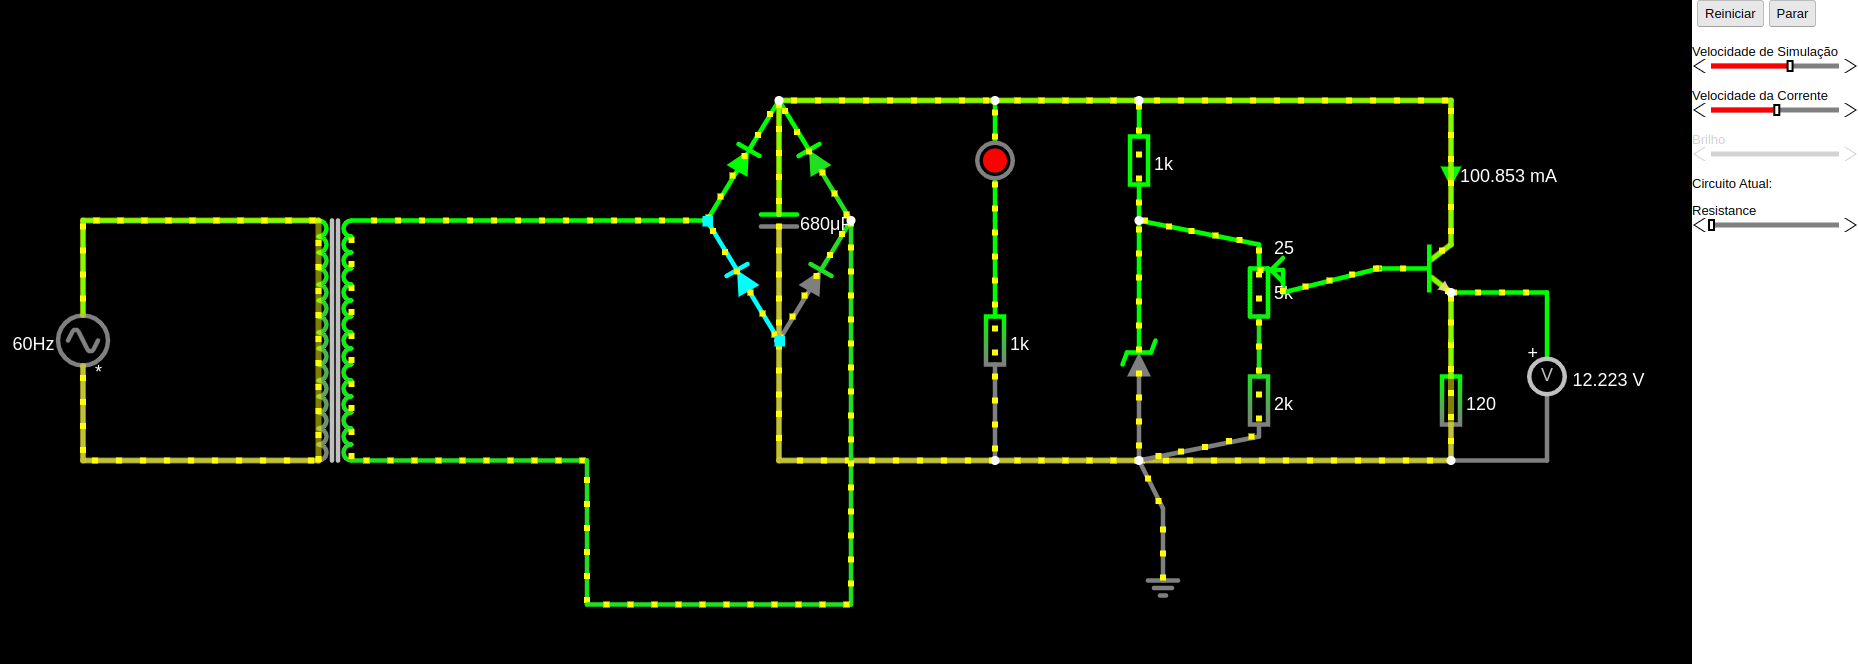 Reiniciar
Parar
Velocidade de Simulação
Velocidade da Corrente
Brilho
Circuito Atual:
Resistance
60Hz
*
680µF
1k
1k
25
5k
2k
100.853 mA
120
+
V
12.223 V